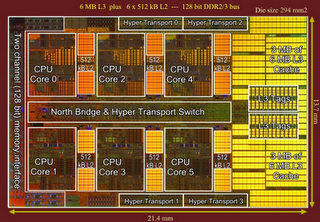 6 MB L3 plus 6 x 512 kB L2 --- 128 bit DDR2/3 bus
Die size 294 mm2
Hyper Transport 0
Hyper Transport 2
Two channel (128 bit) memory interface
CPU
Core 0
512
kB L2
CPU
Core 2
512
kB L2
CPU
Core 4
512
kB L2
3 MB of
6 MB L3
Cache
L3 Tags
North Bridge & Hyper Transport Switch
L3 Tags
13.7 mm
CPU
Core 1
512
kB L2
CPU
Core 3
512
kB L2
CPU
Core 5
512
kB L2
3 MB of
6 MB L3
Cache
Hyper Transport 1
Hyper Transport 3
21.4 mm